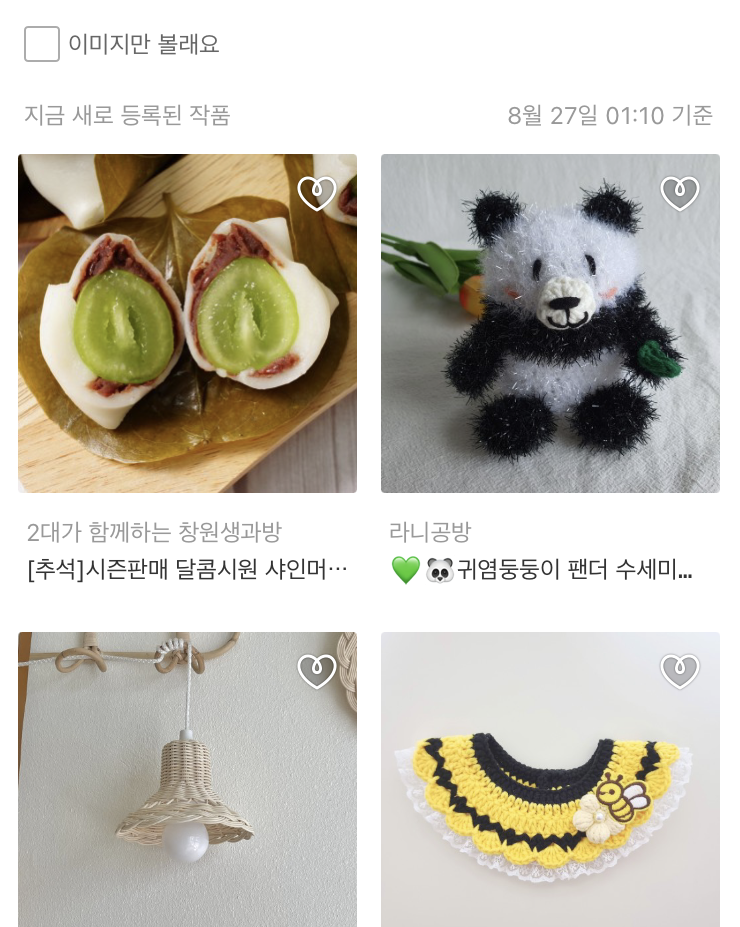 이미지만 볼래요
지금 새로 등록된 작품
8월 27일 01:10 기준
2대가 함께하는 창원생과방
[추석]시즌판매 달콤시원 샤인머…
라니공방
💚🐼귀염둥둥이 팬더 수세미...